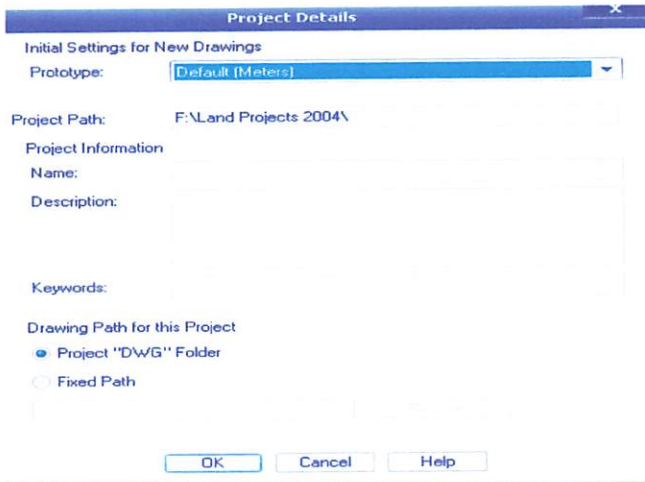 Project Details
Initial Settings for New Drawings
Prototype: Default (Meters)
Project Path: F:\Land Projects 2004\
Project Information
Name:
Description:
Keywords:
Drawing Path for this Project
Project "DWG" Folder
Fixed Path
OK Cancel Help